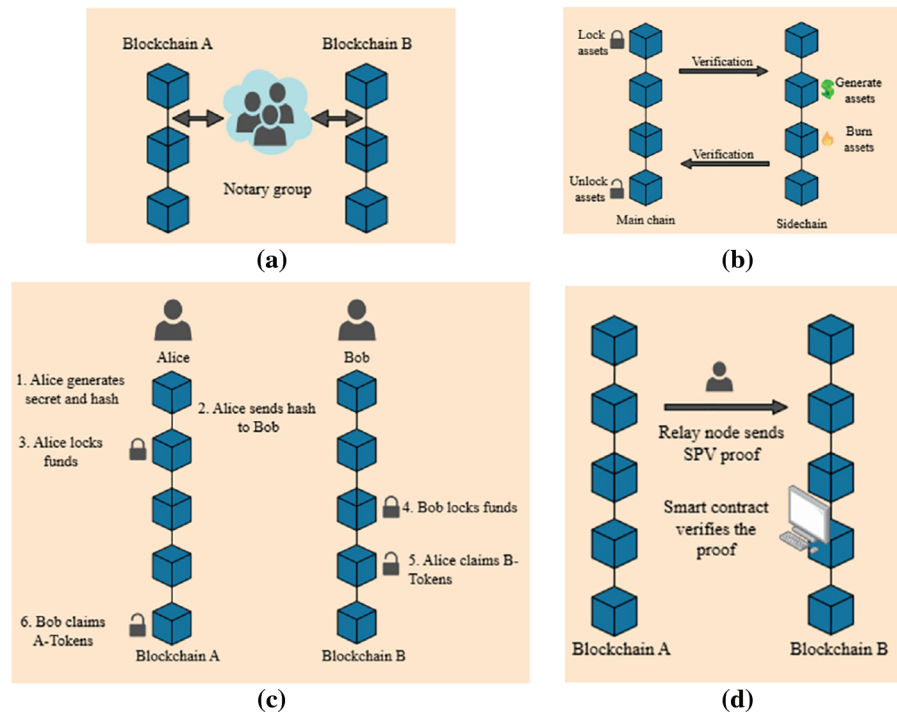 Blockchain A
Blockchain B
Notary group
(a)
Lock
assets
Verification
Generate
assets
Burn
assets
Verification
Unlock
assets
Main chain
Sidechain
(b)
Alice
Bob
1. Alice generates
secret and hash
2. Alice sends hash
to Bob
3. Alice locks
funds
4. Bob locks funds
5. Alice claims B-
Tokens
6. Bob claims
A-Tokens
Blockchain A
Blockchain B
(c)
Relay node sends
SPV proof
Smart contract
verifies the
proof
Blockchain A
Blockchain B
(d)